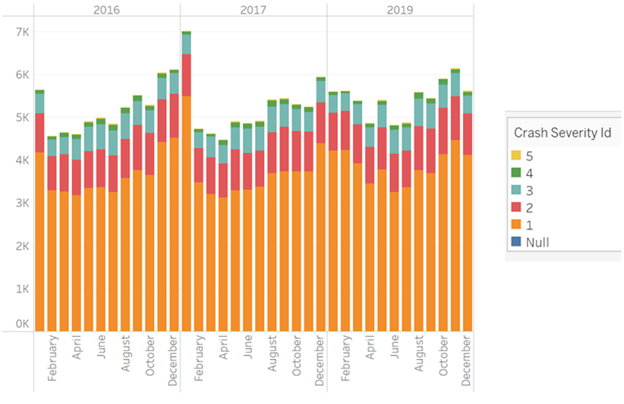 2016 2017 2019
7K
6K
5K
4K
3K
2K
1K
0K
February April June August October December February April June August October December February April June August October December
Crash Severity Id
5
4
3
2
1
Null